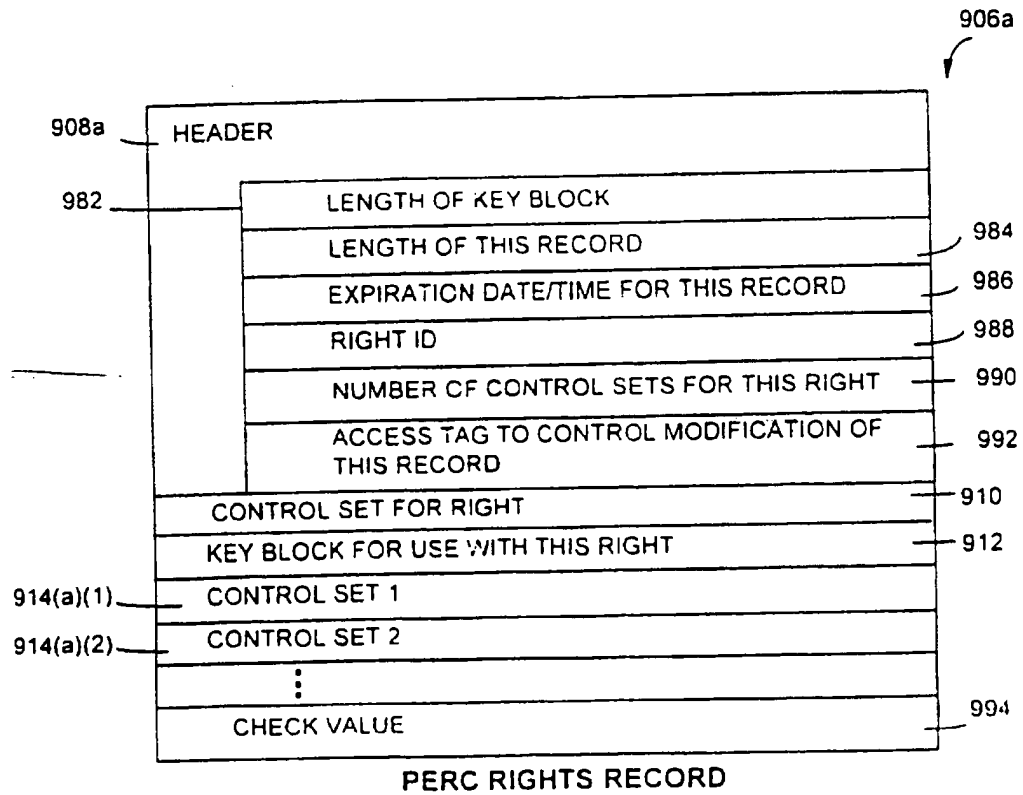 906a
908a HEADER
982 LENGTH OF KEY BLOCK
LENGTH OF THIS RECORD 984
EXPIRATION DATE/TIME FOR THIS RECORD 986
RIGHT ID 988
NUMBER OF CONTROL SETS FOR THIS RIGHT 990
ACCESS TAG TO CONTROL MODIFICATION OF
THIS RECORD 992
CONTROL SET FOR RIGHT 910
KEY BLOCK FOR USE WITH THIS RIGHT 912
914(a)(1) CONTROL SET 1
914(a)(2) CONTROL SET 2
CHECK VALUE 994
PERC RIGHTS RECORD